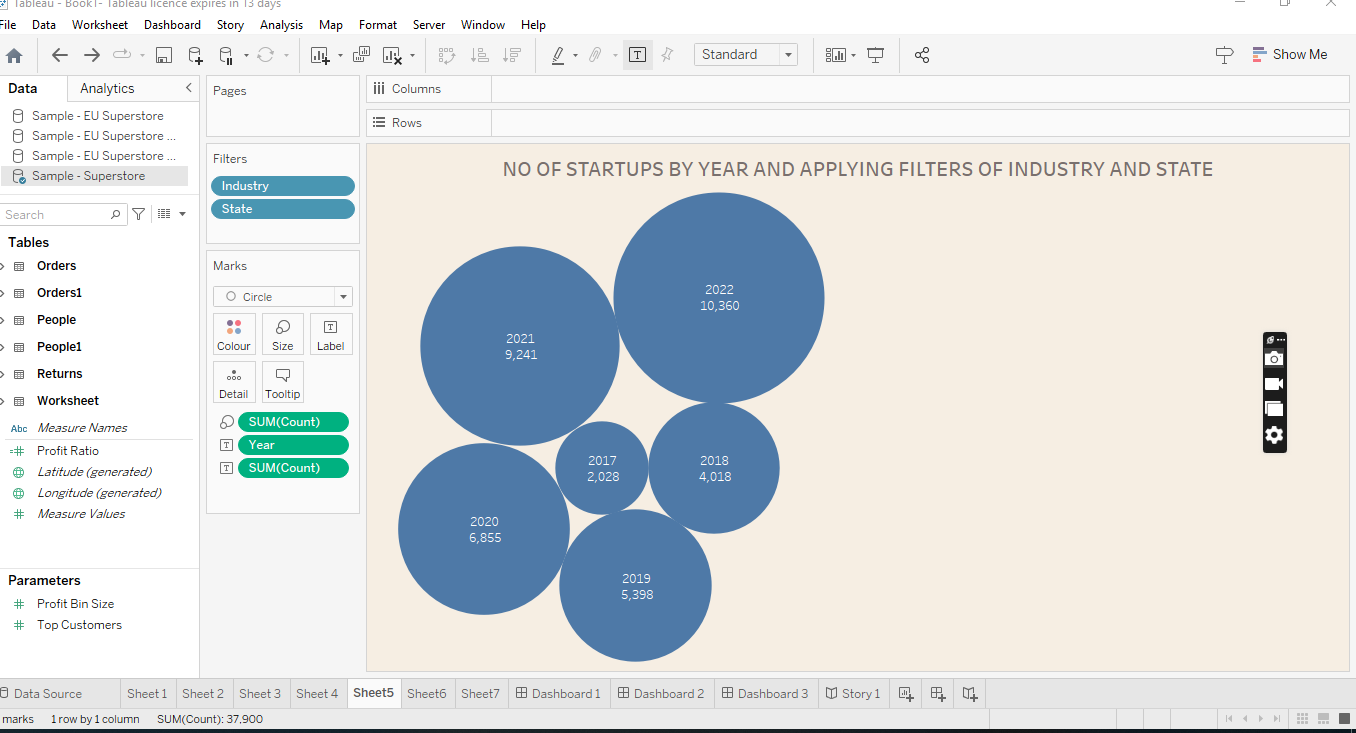 Tableau - Book1- Tableau licence expires in 13 days
File Data Worksheet Dashboard Story Analysis Map Format Server Window Help
Standard
Show Me
Data Analytics
Sample - EU Superstore
Sample - EU Superstore ...
Sample - EU Superstore ...
Sample - Superstore
Search
Tables
Orders
Orders1
People
People1
Returns
Worksheet
Abc Measure Names
Profit Ratio
Latitude (generated)
Longitude (generated)
Measure Values
Parameters
Profit Bin Size
Top Customers
Pages
Filters
Industry
State
Marks
Circle
Colour Size Label
Detail Tooltip
SUM(Count)
Year
SUM(Count)
Columns
Rows
NO OF STARTUPS BY YEAR AND APPLYING FILTERS OF INDUSTRY AND STATE
2022
10,360
2021
9,241
2017
2,028
2018
4,018
2020
6,855
2019
5,398
Data Source Sheet 1 Sheet 2 Sheet 3 Sheet 4 Sheet5 Sheet6 Sheet7 Dashboard 1 Dashboard 2 Dashboard 3 Story 1
marks 1 row by 1 column SUM(Count): 37,900